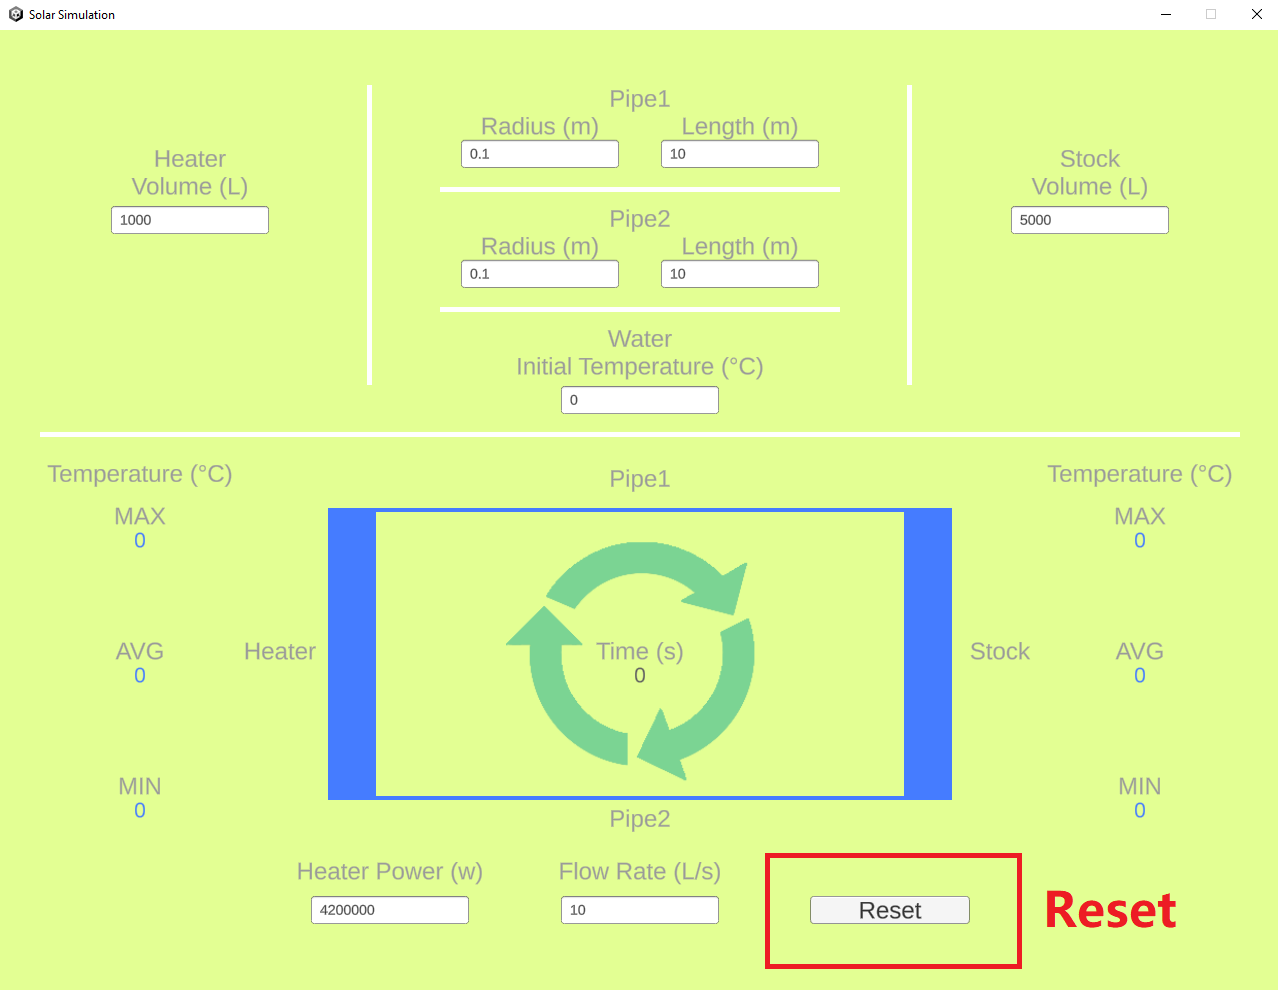 Solar Simulation
Pipe1
Radius (m) Length (m)
0.1 10
Heater
Volume (L)
1000
Stock
Volume (L)
5000
Pipe2
Radius (m) Length (m)
0.1 10
Water
Initial Temperature (°C)
0
Temperature (°C)
MAX
0
AVG
0
MIN
0
Heater
Pipe1
Time (s)
0
Pipe2
Stock
Temperature (°C)
MAX
0
AVG
0
MIN
0
Heater Power (w)
4200000
Flow Rate (L/s)
10
Reset
Reset